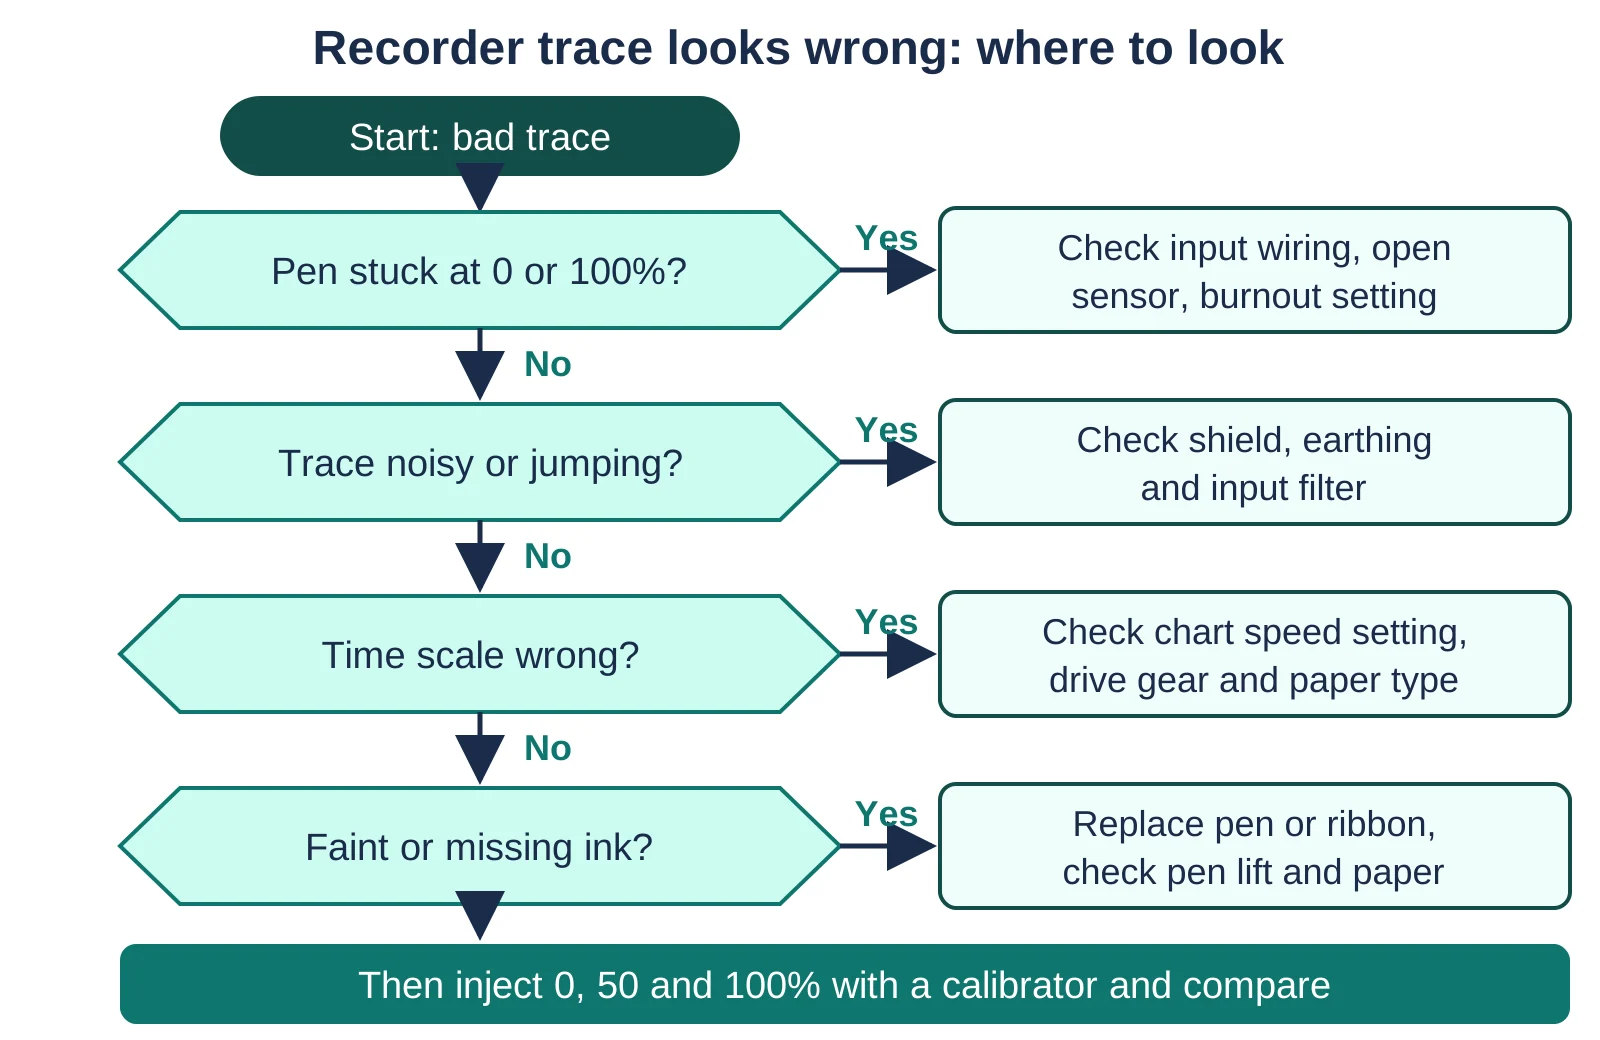 Recorder trace looks wrong: where to look
Start: bad trace
Pen stuck at 0 or 100%?
Yes
Check input wiring, open
sensor, burnout setting
No
Trace noisy or jumping?
Yes
Check shield, earthing
and input filter
No
Time scale wrong?
Yes
Check chart speed setting,
drive gear and paper type
No
Faint or missing ink?
Yes
Replace pen or ribbon,
check pen lift and paper
Then inject 0, 50 and 100% with a calibrator and compare